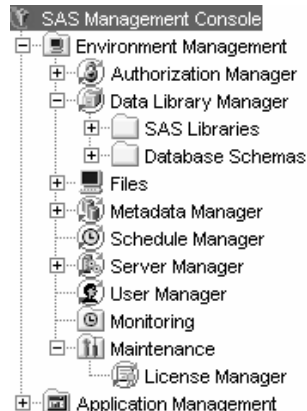 SAS Management Console
Environment Management
Authorization Manager
Data Library Manager
SAS Libraries
Database Schemas
Files
Metadata Manager
Schedule Manager
Server Manager
User Manager
Monitoring
Maintenance
License Manager
Application Management